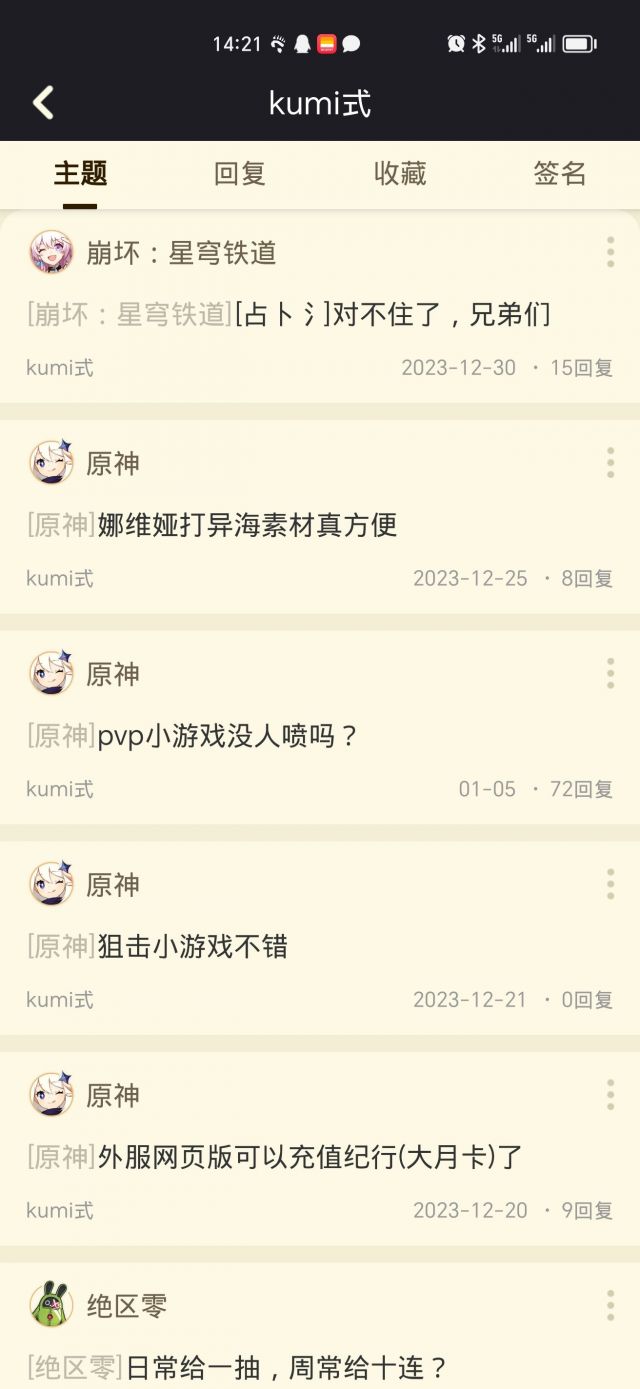 14:21
5G 5G
kumi式
主题 回复 收藏 签名
崩坏：星穹铁道
[崩坏：星穹铁道][占卜氵]对不住了，兄弟们
kumi式 2023-12-30 · 15回复
原神
[原神]娜维娅打异海素材真方便
kumi式 2023-12-25 · 8回复
原神
[原神]pvp小游戏没人喷吗？
kumi式 01-05 · 72回复
原神
[原神]狙击小游戏不错
kumi式 2023-12-21 · 0回复
原神
[原神]外服网页版可以充值纪行(大月卡)了
kumi式 2023-12-20 · 9回复
绝区零
[绝区零]日常给一抽，周常给十连？